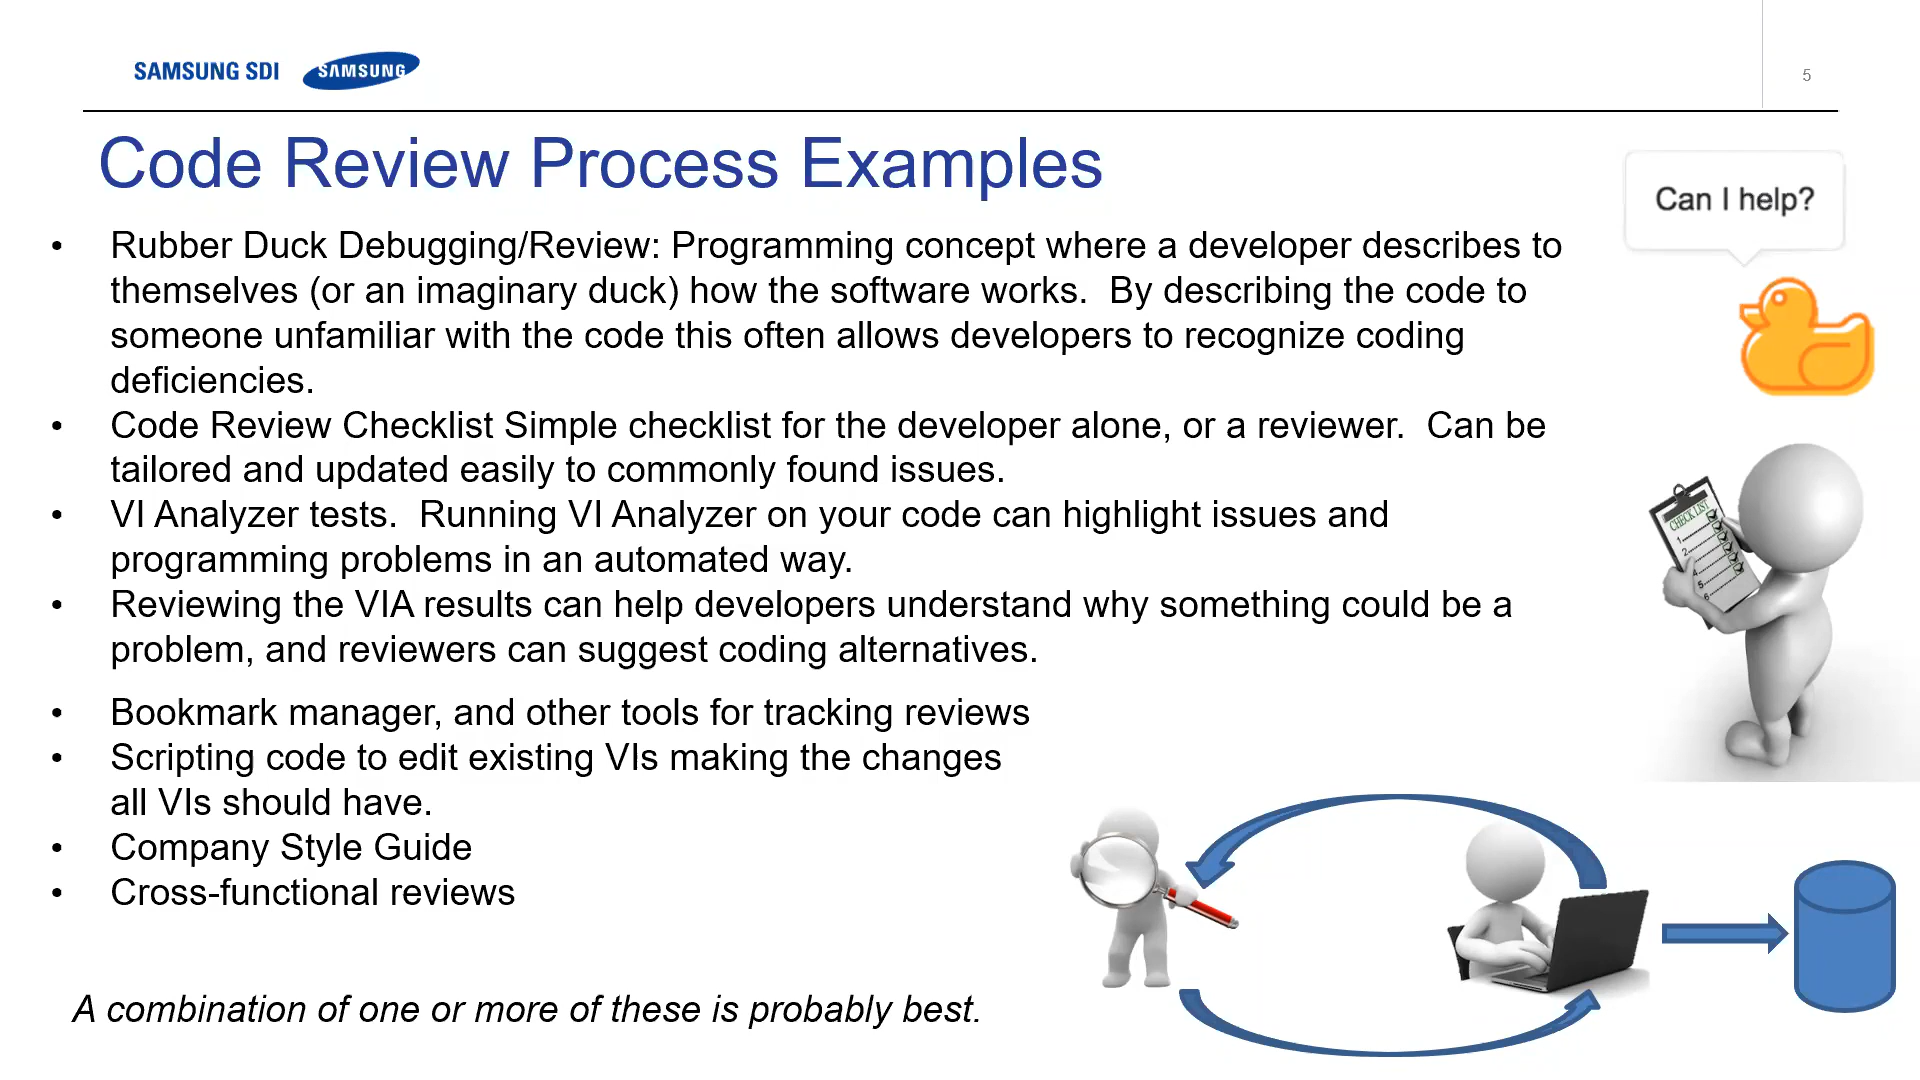 SAMSUNG SDI SAMSUNG
5
Code Review Process Examples
Can I help?
• Rubber Duck Debugging/Review: Programming concept where a developer describes to
themselves (or an imaginary duck) how the software works.  By describing the code to
someone unfamiliar with the code this often allows developers to recognize coding
deficiencies.
• Code Review Checklist Simple checklist for the developer alone, or a reviewer.  Can be
tailored and updated easily to commonly found issues.
• VI Analyzer tests.  Running VI Analyzer on your code can highlight issues and
programming problems in an automated way.
• Reviewing the VIA results can help developers understand why something could be a
problem, and reviewers can suggest coding alternatives.
• Bookmark manager, and other tools for tracking reviews
• Scripting code to edit existing VIs making the changes
all VIs should have.
• Company Style Guide
• Cross-functional reviews
A combination of one or more of these is probably best.
CHECK LIST
1
2
4
5
6